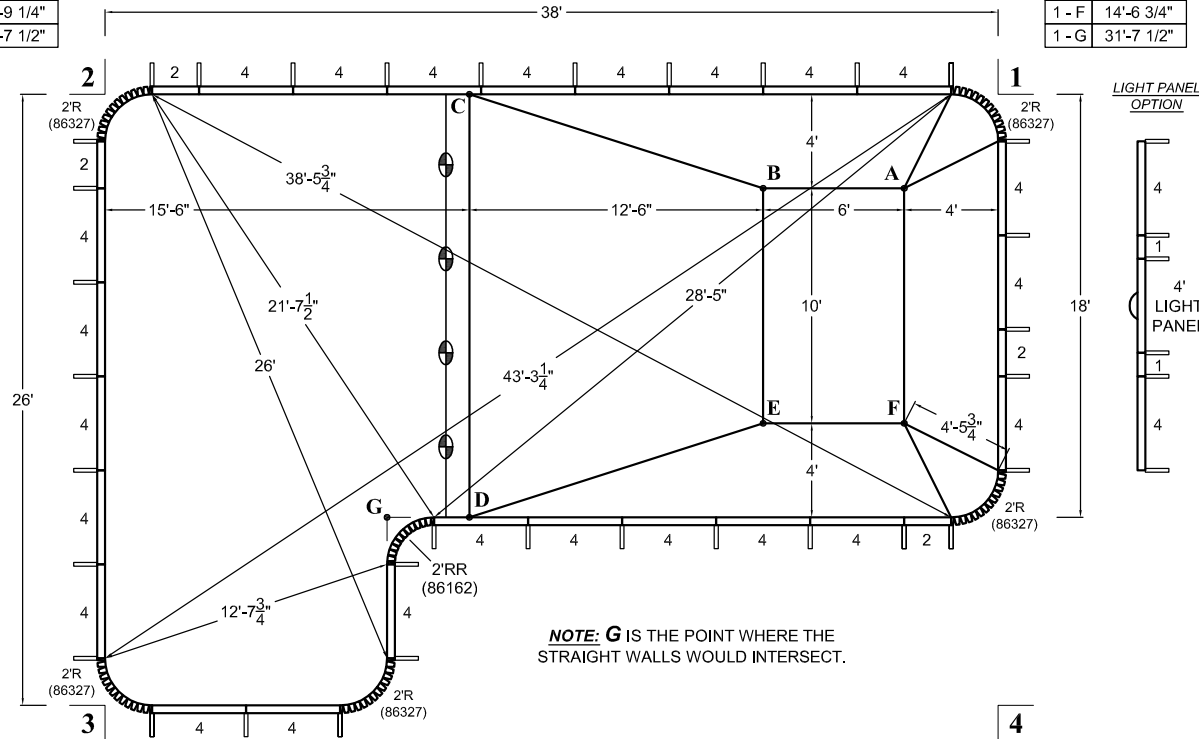 -9 1/4"
-7 1/2"
38'
1 - F 14'-6 3/4"
1 - G 31'-7 1/2"
2 4 4 4 4 4 4 4 4
2
1
2'R
(86327)
C
2'R
(86327)
LIGHT PANEL
OPTION
2
4'
38'-5 3/4"
B
A
4
4
15'-6"
12'-6"
6'
4'
4
1
4
4
26'
21'-7 1/2"
28'-5"
10'
18'
4'
LIGHT
PANEL
4
2
26'
43'-3 1/4"
1
4
E
F
4'-5 3/4"
4
4
4'
G
D
2'R
(86327)
4
4 4 4 4 4 2
2'RR
(86162)
4
12'-7 3/4"
4
NOTE: G IS THE POINT WHERE THE
STRAIGHT WALLS WOULD INTERSECT.
2'R
(86327)
2'R
(86327)
3
4 4
4